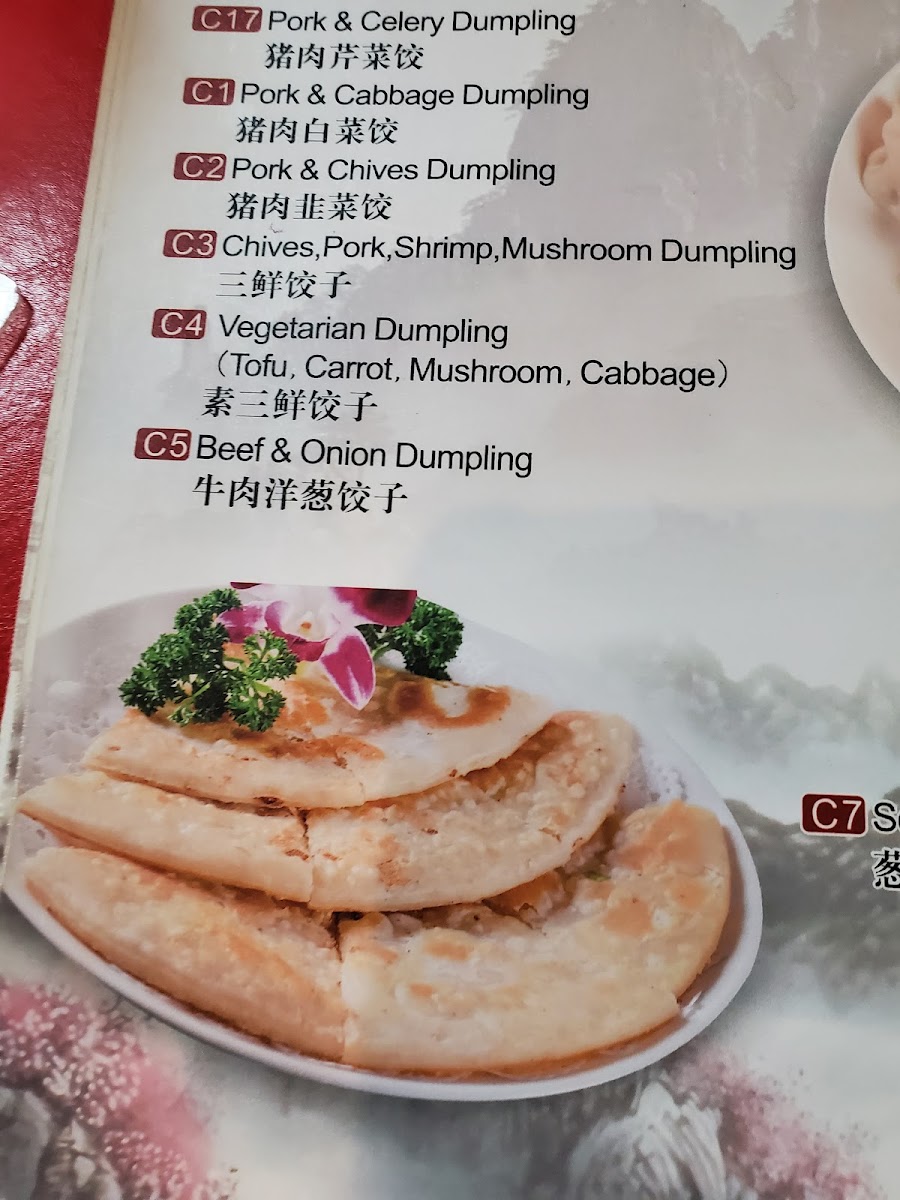 C17 Pork & Celery Dumpling
猪肉芹菜饺
C1 Pork & Cabbage Dumpling
猪肉白菜饺
C2 Pork & Chives Dumpling
猪肉韭菜饺
C3 Chives,Pork,Shrimp,Mushroom Dumpling
三鲜饺子
C4 Vegetarian Dumpling
（Tofu, Carrot, Mushroom, Cabbage）
素三鲜饺子
C5 Beef & Onion Dumpling
牛肉洋葱饺子
C7
葱